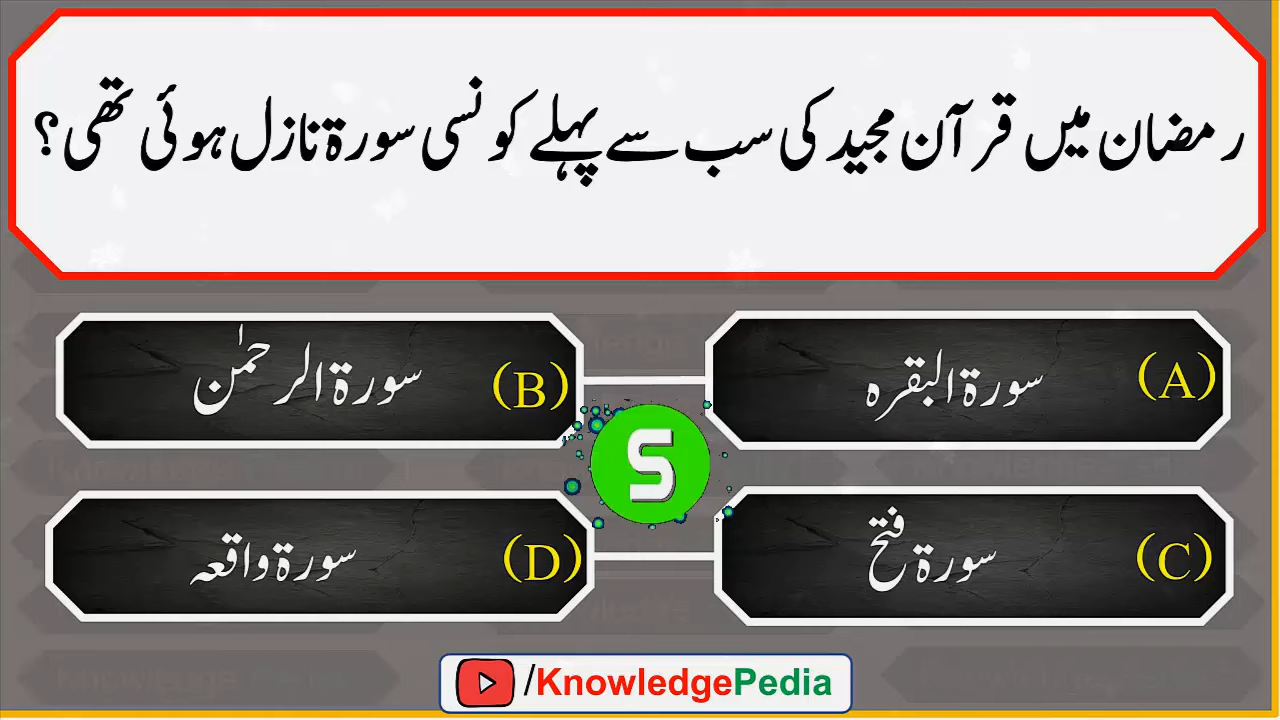 رمضان میں قرآن مجید کی سب سے پہلے کونسی سورۃ نازل ہوئی تھی؟
(A) سورۃ البقرہ
(B) سورۃ الرحمٰن
(C) سورۃ فتح
(D) سورۃ واقعہ
S
/KnowledgePedia